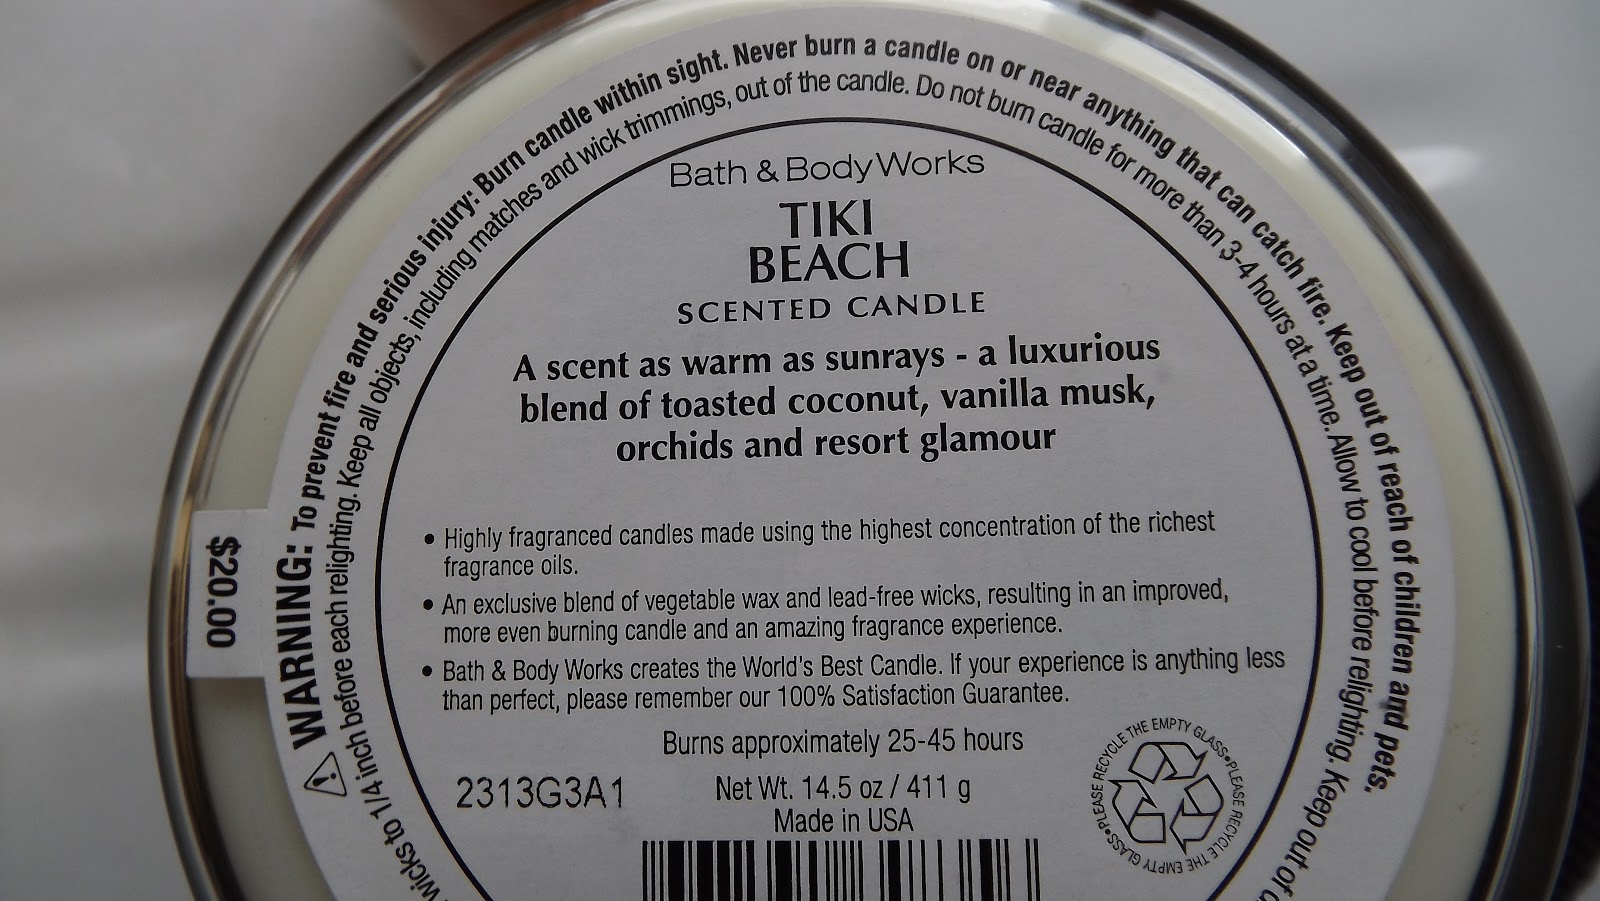 Bath & Body Works
TIKI
BEACH
SCENTED CANDLE
A scent as warm as sunrays - a luxurious
blend of toasted coconut, vanilla musk,
orchids and resort glamour
• Highly fragranced candles made using the highest concentration of the richest
fragrance oils.
• An exclusive blend of vegetable wax and lead-free wicks, resulting in an improved,
more even burning candle and an amazing fragrance experience.
• Bath & Body Works creates the World's Best Candle. If your experience is anything less
than perfect, please remember our 100% Satisfaction Guarantee.
Burns approximately 25-45 hours
2313G3A1
Net Wt. 14.5 oz / 411 g
Made in USA
PLEASE RECYCLE THE EMPTY GLASS•PLEASE RECYCLE THE EMPTY GLASS•
$20.00
WARNING: To prevent fire and serious injury: Burn candle within sight. Never burn a candle on or near anything that can catch fire. Keep out of reach of children and pets.
wicks to 1/4 inch before each relighting. Keep all objects, including matches and wick trimmings, out of the candle. Do not burn candle for more than 3-4 hours at a time. Allow to cool before relighting. Keep out of